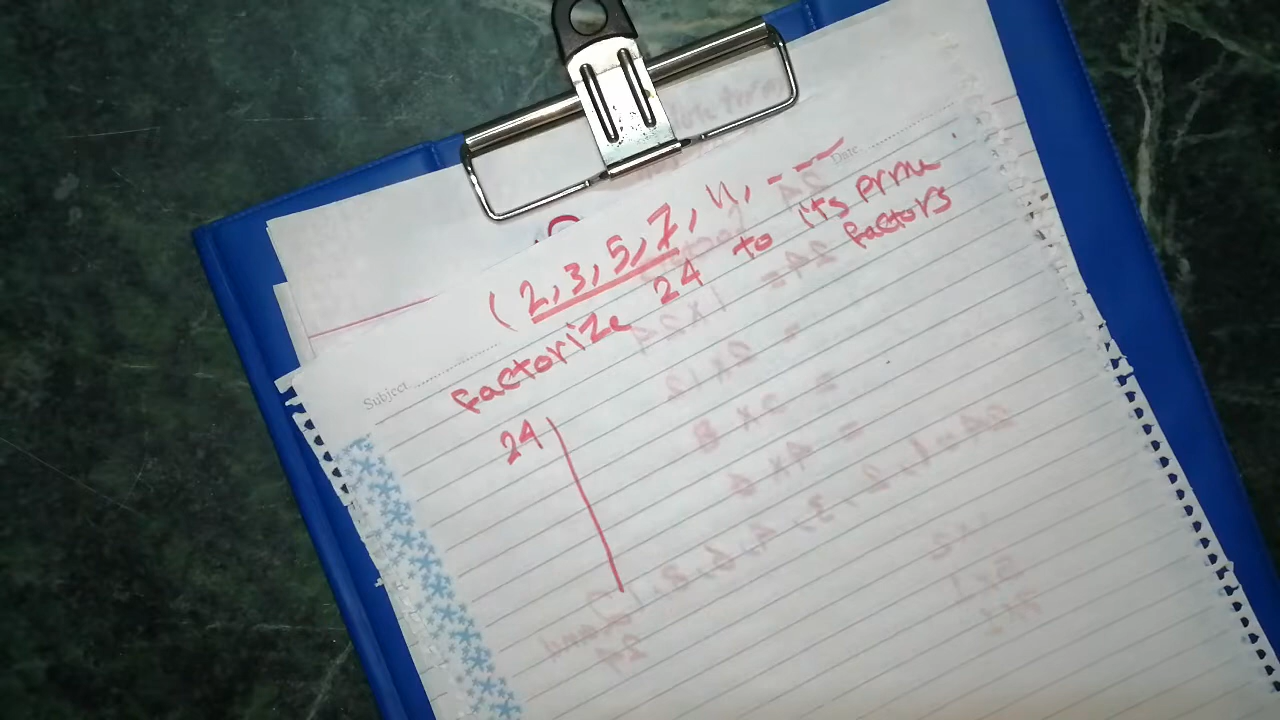 Date
(2,3,5,7,11,---
factorize 24 to its prime
factors
Subject
24